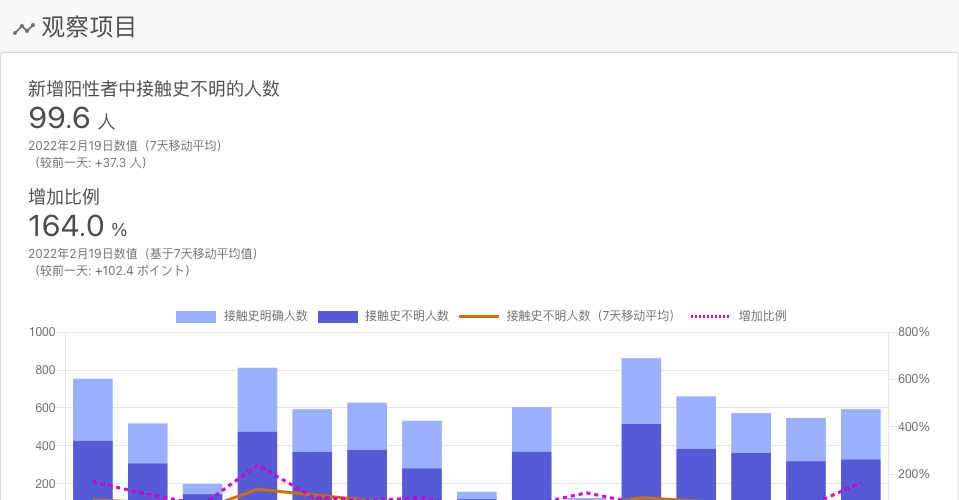 观察项目
新增阳性者中接触史不明的人数
99.6 人
2022年2月19日数值（7天移动平均）
（较前一天: +37.3 人）
增加比例
164.0 %
2022年2月19日数值（基于7天移动平均值）
（较前一天: +102.4 ポイント）
接触史明确人数 接触史不明人数 接触史不明人数（7天移动平均） 增加比例
1000 800%
800
600 600%
400 400%
200 200%